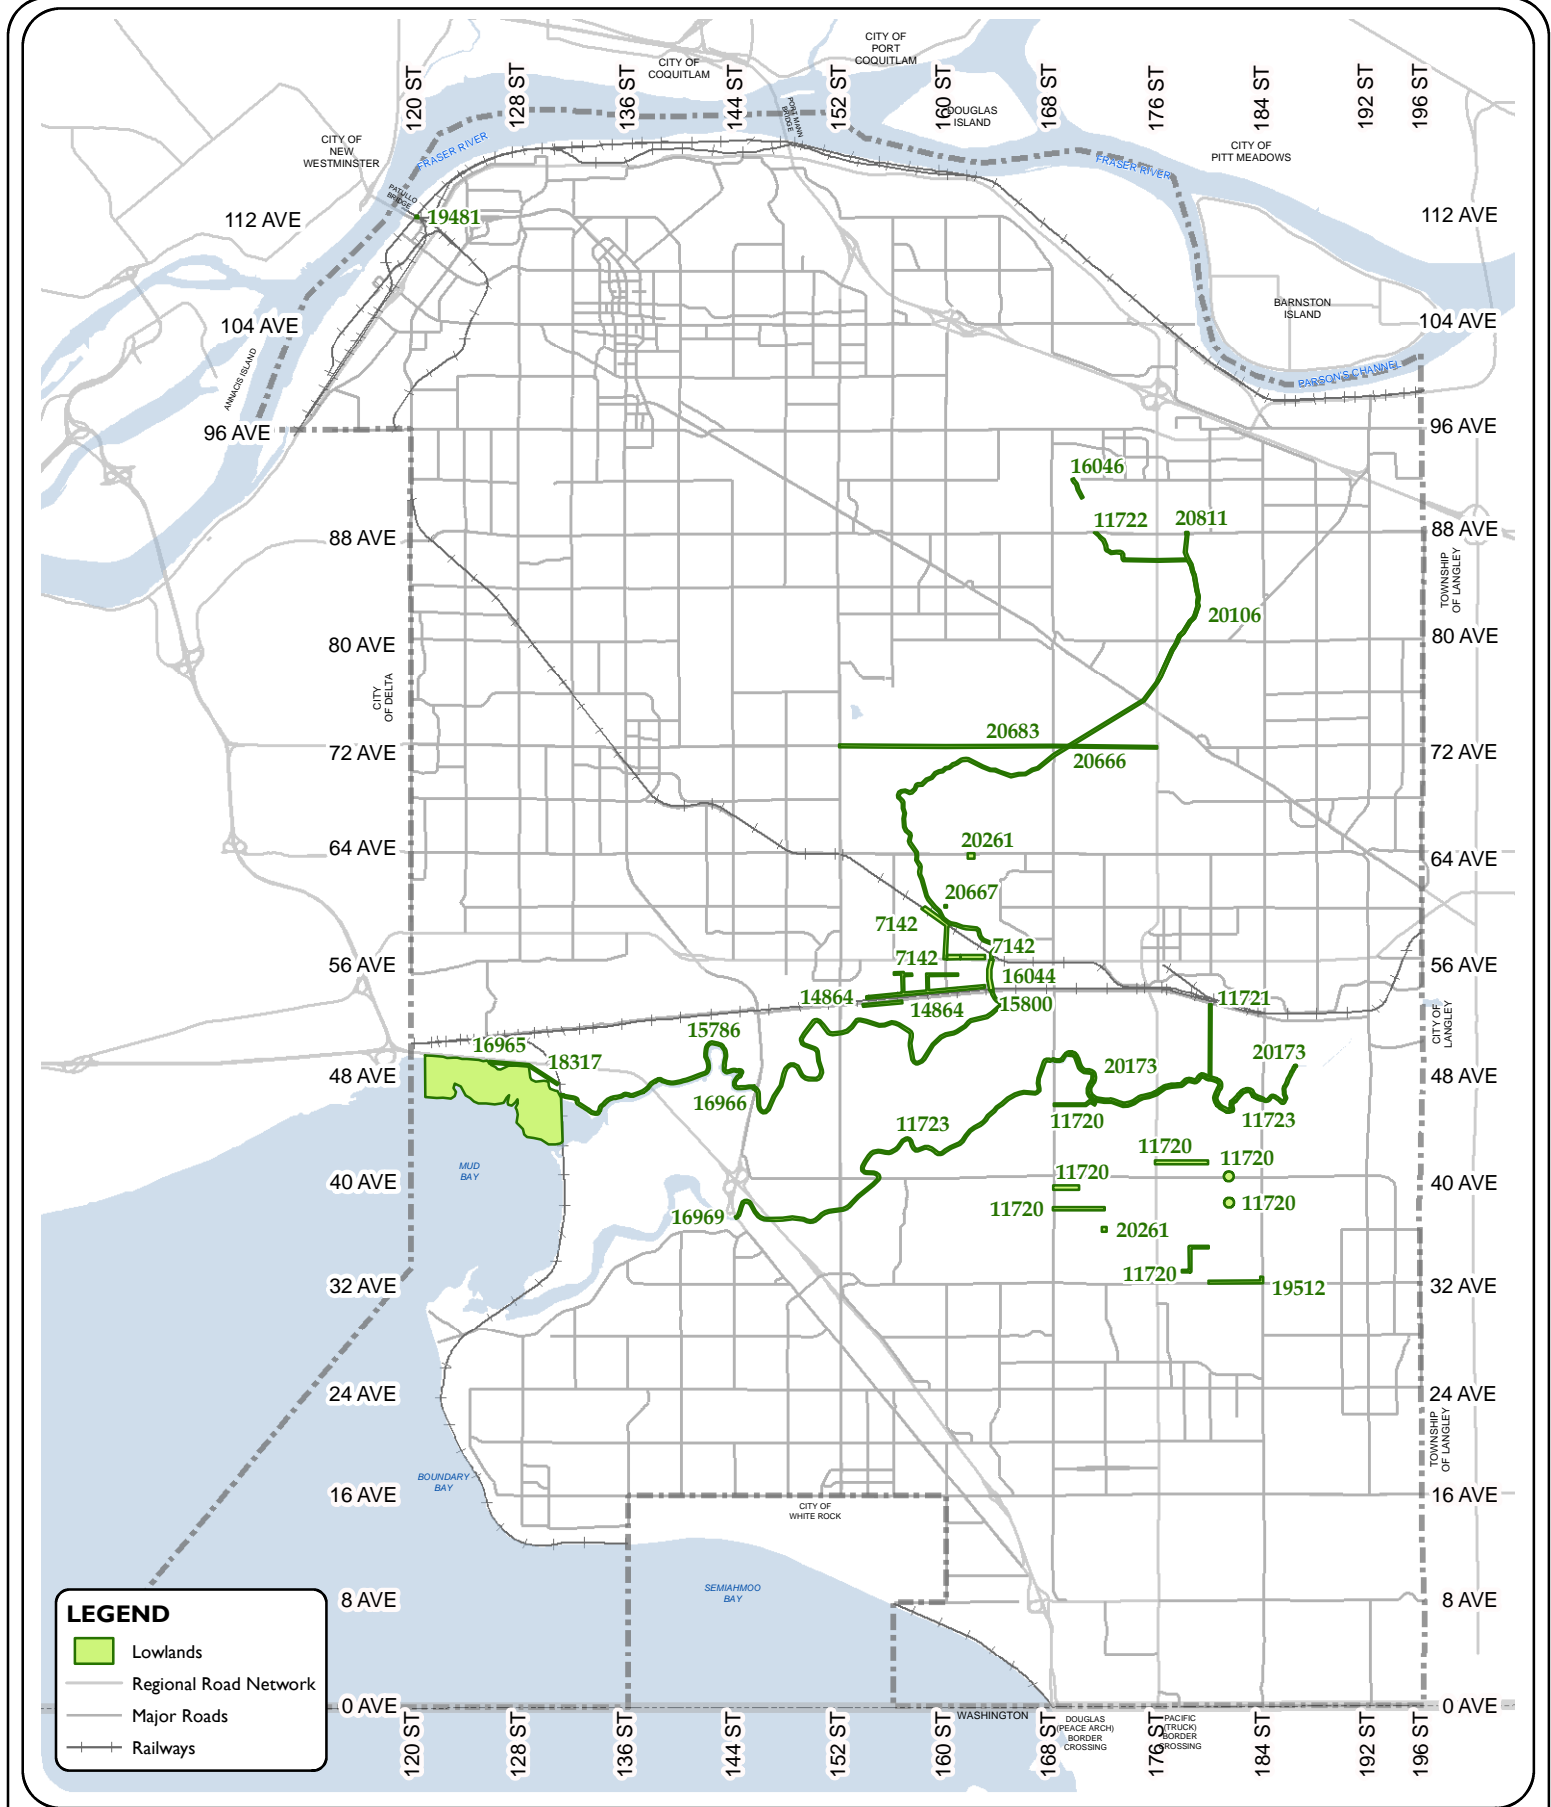 CITY OF
PORT
COQUITLAM
CITY OF
COQUITLAM
120 ST
128 ST
136 ST
144 ST
152 ST
160 ST
168 ST
176 ST
184 ST
192 ST
196 ST
PORT MANN
BRIDGE
DOUGLAS
ISLAND
CITY OF
NEW
WESTMINSTER
FRASER RIVER
FRASER RIVER
CITY OF
PITT MEADOWS
PATULLO
BRIDGE
112 AVE
19481
112 AVE
BARNSTON
ISLAND
104 AVE
104 AVE
ANNACIS ISLAND
PARSON'S CHANNEL
96 AVE
96 AVE
16046
11722
20811
88 AVE
88 AVE
TOWNSHIP
OF LANGLEY
20106
80 AVE
80 AVE
CITY
OF DELTA
20683
72 AVE
20666
72 AVE
20261
64 AVE
64 AVE
20667
7142
7142
7142
56 AVE
56 AVE
16044
14864
14864
15800
11721
CITY OF
LANGLEY
15786
16965
18317
20173
20173
48 AVE
48 AVE
16966
11720
11723
11723
11720
11720
11720
MUD
BAY
40 AVE
40 AVE
11720
11720
16969
20261
11720
32 AVE
19512
32 AVE
24 AVE
24 AVE
TOWNSHIP
OF LANGLEY
BOUNDARY
BAY
16 AVE
16 AVE
CITY OF
WHITE ROCK
SEMIAHMOO
BAY
8 AVE
8 AVE
LEGEND
Lowlands
Regional Road Network
Major Roads
Railways
0 AVE
0 AVE
WASHINGTON
DOUGLAS
(PEACE ARCH)
BORDER
CROSSING
PACIFIC
(TRUCK)
BORDER
CROSSING
120 ST
128 ST
136 ST
144 ST
152 ST
160 ST
168 ST
176 ST
184 ST
192 ST
196 ST